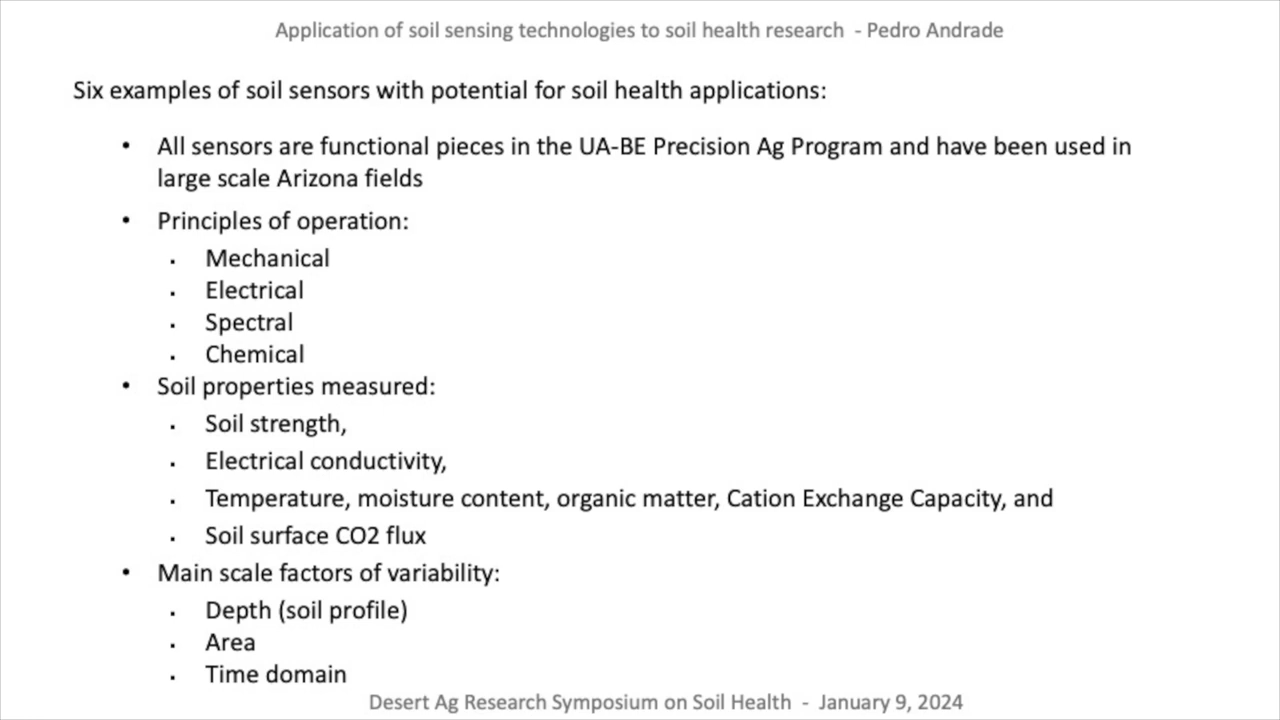 Application of soil sensing technologies to soil health research - Pedro Andrade
Six examples of soil sensors with potential for soil health applications:
• All sensors are functional pieces in the UA-BE Precision Ag Program and have been used in
large scale Arizona fields
• Principles of operation:
▪ Mechanical
▪ Electrical
▪ Spectral
▪ Chemical
• Soil properties measured:
▪ Soil strength,
▪ Electrical conductivity,
▪ Temperature, moisture content, organic matter, Cation Exchange Capacity, and
▪ Soil surface CO2 flux
• Main scale factors of variability:
▪ Depth (soil profile)
▪ Area
▪ Time domain
Desert Ag Research Symposium on Soil Health - January 9, 2024